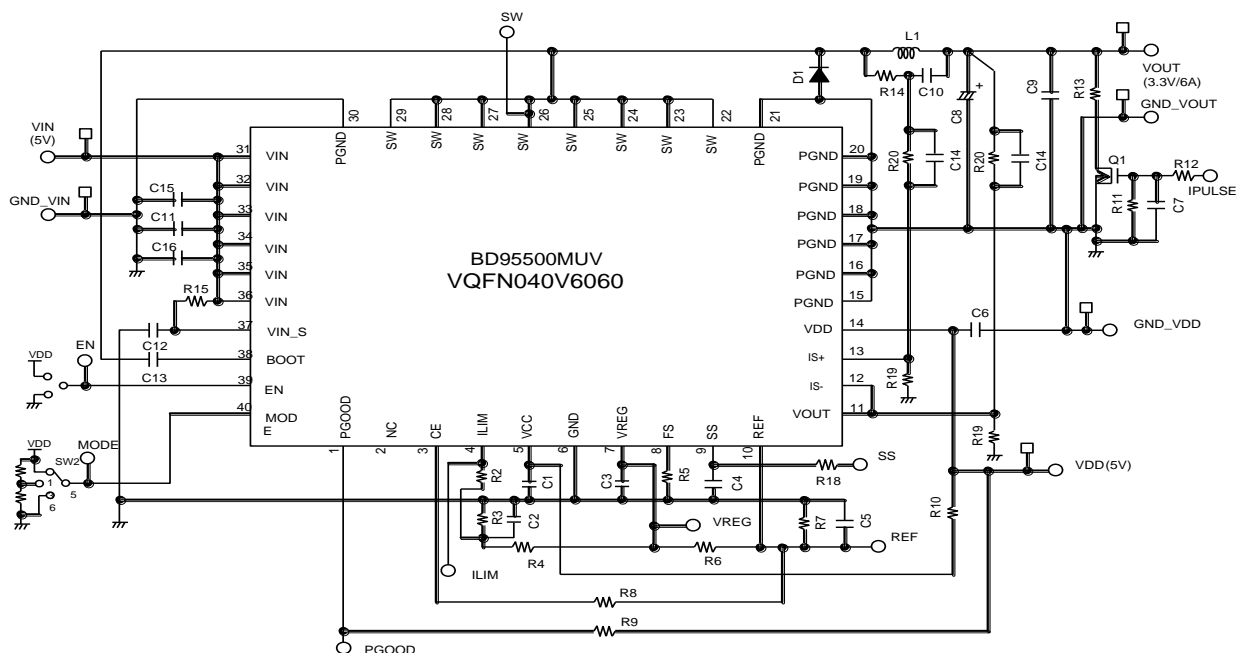 SW
L1
VOUT
(3.3V/6A)
GND_VOUT
D1
R14
C10
C9
R13
C8
+
30
29
28
27
26
25
24
23
22
21
PGND
SW
SW
SW
SW
SW
SW
SW
SW
PGND
VIN
(5V)
GND_VIN
C15
C11
C16
R15
C12
C13
31
VIN
32
VIN
33
VIN
34
VIN
35
VIN
36
VIN
37
VIN_S
38
BOOT
39
EN
40
MOD
E
BD95500MUV
VQFN040V6060
PGND
20
PGND
19
PGND
18
PGND
17
PGND
16
PGND
15
VDD
14
IS+
13
IS-
12
VOUT
11
R20
C14
R20
C14
Q1
R12
IPULSE
R11
C7
C6
GND_VDD
R19
R19
VDD
EN
VDD
MODE
SW2
1
5
6
PGOOD
NC
CE
ILIM
VCC
GND
VREG
FS
SS
REF
1
2
3
4
5
6
7
8
9
10
R2
C1
C3
R5
C4
R18
SS
VDD(5V)
R10
R3
C2
VREG
R7
C5
REF
R4
R6
ILIM
R8
R9
PGOOD